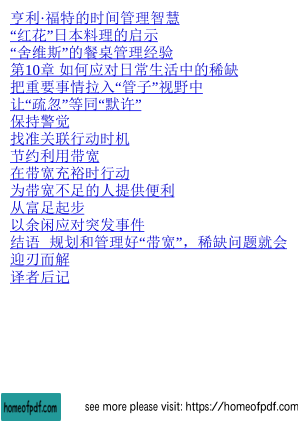 亨利·福特的时间管理智慧
“红花”日本料理的启示
“舍维斯”的餐桌管理经验
第10章 如何应对日常生活中的稀缺
把重要事情拉入“管子”视野中
让“疏忽”等同“默许”
保持警觉
找准关联行动时机
节约利用带宽
在带宽充裕时行动
为带宽不足的人提供便利
从富足起步
以余闲应对突发事件
结语 规划和管理好“带宽”，稀缺问题就会
迎刃而解
译者后记
homeofpdf.com see more please visit: https://homeofpdf.com